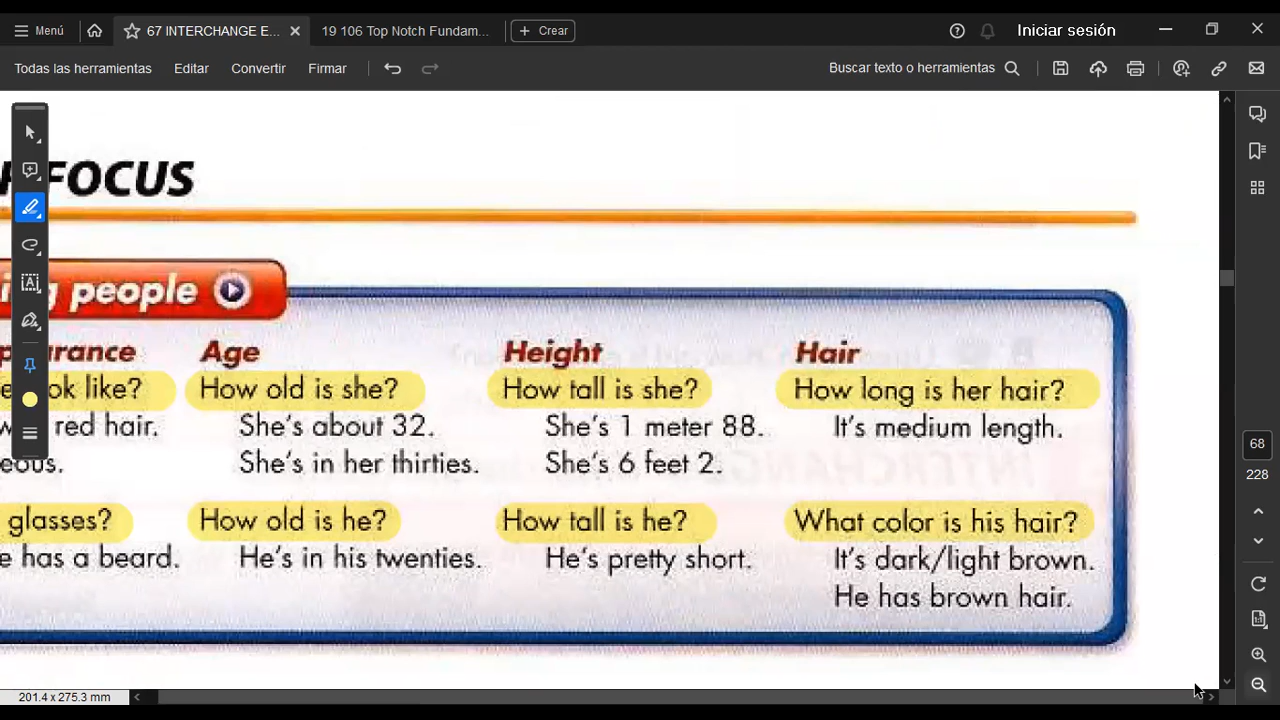 Menú
67 INTERCHANGE E...
19 106 Top Notch Fundam...
Crear
Iniciar sesión
Todas las herramientas
Editar
Convertir
Firmar
Buscar texto o herramientas
FOCUS
people
Age
Height
Hair
ok like?
How old is she?
How tall is she?
How long is her hair?
red hair.
She's about 32.
She's 1 meter 88.
It's medium length.
eous.
She's in her thirties.
She's 6 feet 2.
glasses?
How old is he?
How tall is he?
What color is his hair?
e has a beard.
He's in his twenties.
He's pretty short.
It's dark/light brown.
He has brown hair.
68
228
201.4 x 275.3 mm